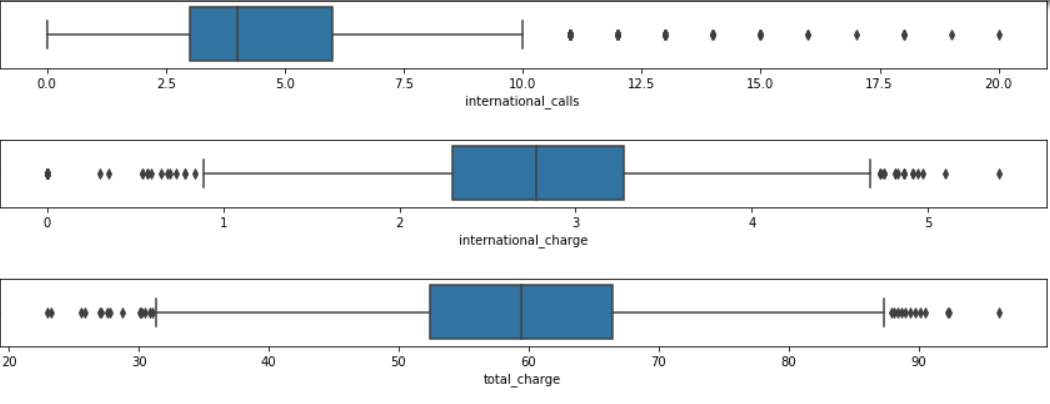 0.0 2.5 5.0 7.5 10.0 12.5 15.0 17.5 20.0
international_calls
0 1 2 3 4 5
international_charge
20 30 40 50 60 70 80 90
total_charge